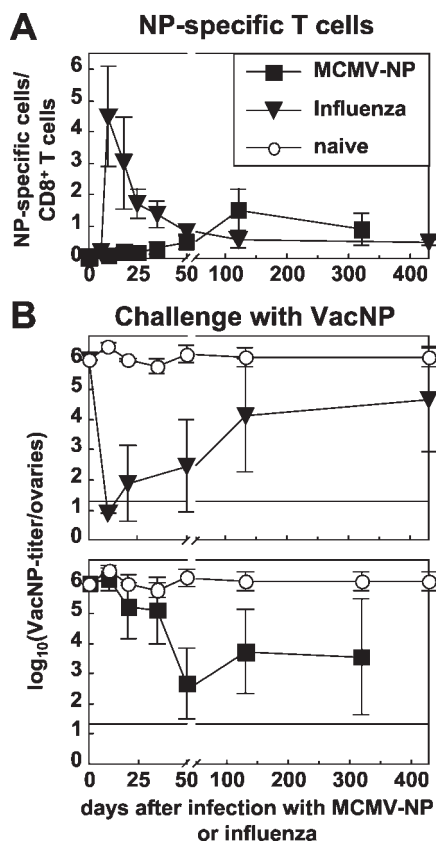 A NP-specific T cells
NP-specific cells/
CD8+ T cells
6
5
4
3
2
1
0
MCMV-NP
Influenza
naive
0 25 50 100 200 300 400
B Challenge with VacNP
log10(VacNP-titer/ovaries)
6
5
4
3
2
1
0
6
5
4
3
2
1
0
0 25 50 100 200 300 400
days after infection with MCMV-NP
or influenza